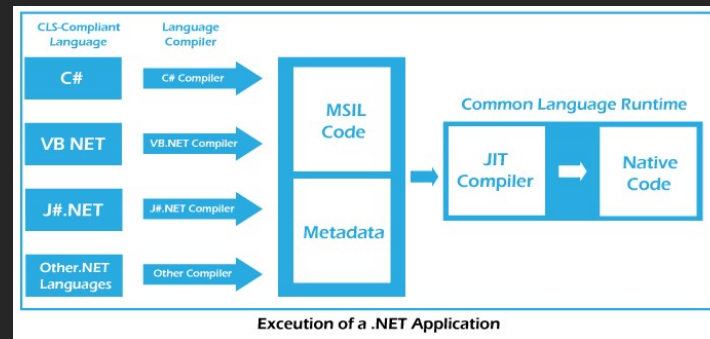 CLS-Compliant
Language
Language
Compiler
C#
C# Compiler
VB NET
VB.NET Compiler
J#.NET
J#.NET Compiler
Other.NET
Languages
Other Compiler
MSIL
Code
Metadata
Common Language Runtime
JIT
Compiler
Native
Code
Exceution of a .NET Application